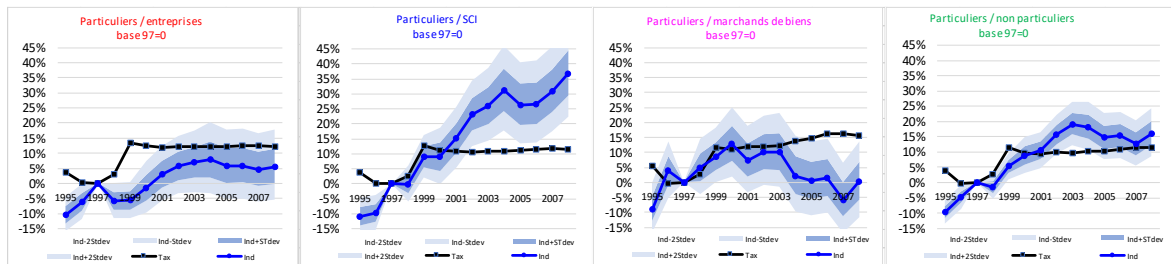 Particuliers / entreprises
base 97=0
45%
40%
35%
30%
25%
20%
15%
10%
5%
0%
-5%
-10%
-15%
1995 1997 1999 2001 2003 2005 2007
Ind-2Stdev Ind-Stdev Ind+STdev
Ind+2Stdev Tax Ind
Particuliers / SCI
base 97=0
45%
40%
35%
30%
25%
20%
15%
10%
5%
0%
-5%
-10%
-15%
1995 1997 1999 2001 2003 2005 2007
Ind-2Stdev Ind-Stdev Ind+STdev
Ind+2Stdev Tax Ind
Particuliers / marchands de biens
base 97=0
45%
40%
35%
30%
25%
20%
15%
10%
5%
0%
-5%
-10%
-15%
1995 1997 1999 2001 2003 2005 2007
Ind-2Stdev Ind-Stdev Ind+STdev
Ind+2Stdev Tax Ind
Particuliers / non particuliers
base 97=0
45%
40%
35%
30%
25%
20%
15%
10%
5%
0%
-5%
-10%
-15%
1995 1997 1999 2001 2003 2005 2007
Ind-2Stdev Ind-Stdev Ind+STdev
Ind+2Stdev Tax Ind